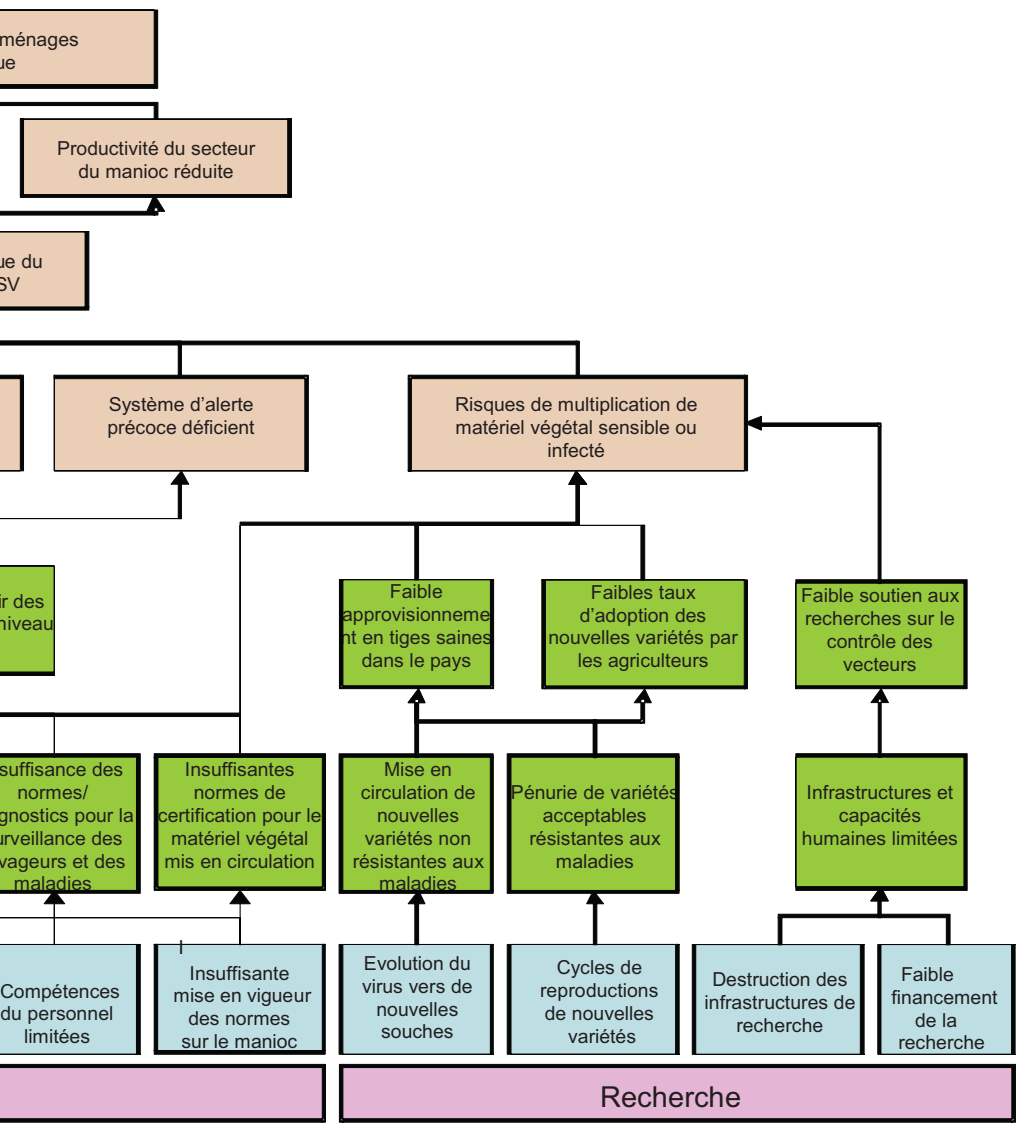 ménages
ue
Productivité du secteur
du manioc réduite
ue du
SV
Système d'alerte
précoce déficient
Risques de multiplication de
matériel végétal sensible ou
infecté
ir des
niveau
Faible
approvisionneme
nt en tiges saines
dans le pays
Faibles taux
d'adoption des
nouvelles variétés par
les agriculteurs
Faible soutien aux
recherches sur le
contrôle des
vecteurs
suffisance des
normes/
gnostics pour la
urveillance des
vageurs et des
maladies
Insuffisantes
normes de
certification pour le
matériel végétal
mis en circulation
Mise en
circulation de
nouvelles
variétés non
résistantes aux
maladies
Pénurie de variétés
acceptables
résistantes aux
maladies
Infrastructures et
capacités
humaines limitées
Compétences
du personnel
limitées
Insuffisante
mise en vigueur
des normes
sur le manioc
Evolution du
virus vers de
nouvelles
souches
Cycles de
reproductions
de nouvelles
variétés
Destruction des
infrastructures de
recherche
Faible
financement
de la
recherche
Recherche